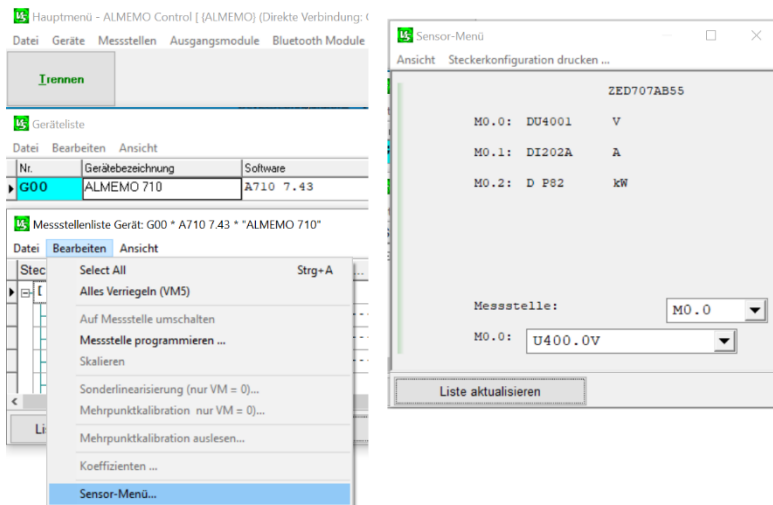 Hauptmenü - ALMEMO Control [ (ALMEMO) (Direkte Verbindung:
Datei Geräte Messstellen Ausgangsmodule Bluetooth Module
Trennen
Geräteliste
Datei Bearbeiten Ansicht
Nr. Gerätebezeichnung Software
G00 ALMEMO 710 A710 7.43
Messstellenliste Gerät: G00 * A710 7.43 * "ALMEMO 710"
Datei Bearbeiten Ansicht
Stec
Select All Strg+A
Alles Verriegeln (VM5)
Auf Messstelle umschalten
Messstelle programmieren ...
Skalieren
Sonderlinearisierung (nur VM = 0)...
Mehrpunktkalibration nur VM = 0)...
Li
Mehrpunktkalibration auslesen...
Koeffizienten ...
Sensor-Menü...
Sensor-Menü
Ansicht Steckerkonfiguration drucken ...
ZED707AB55
M0.0: DU4001 V
M0.1: DI202A A
M0.2: D P82 kW
Messstelle: M0.0
M0.0: U400.0V
Liste aktualisieren